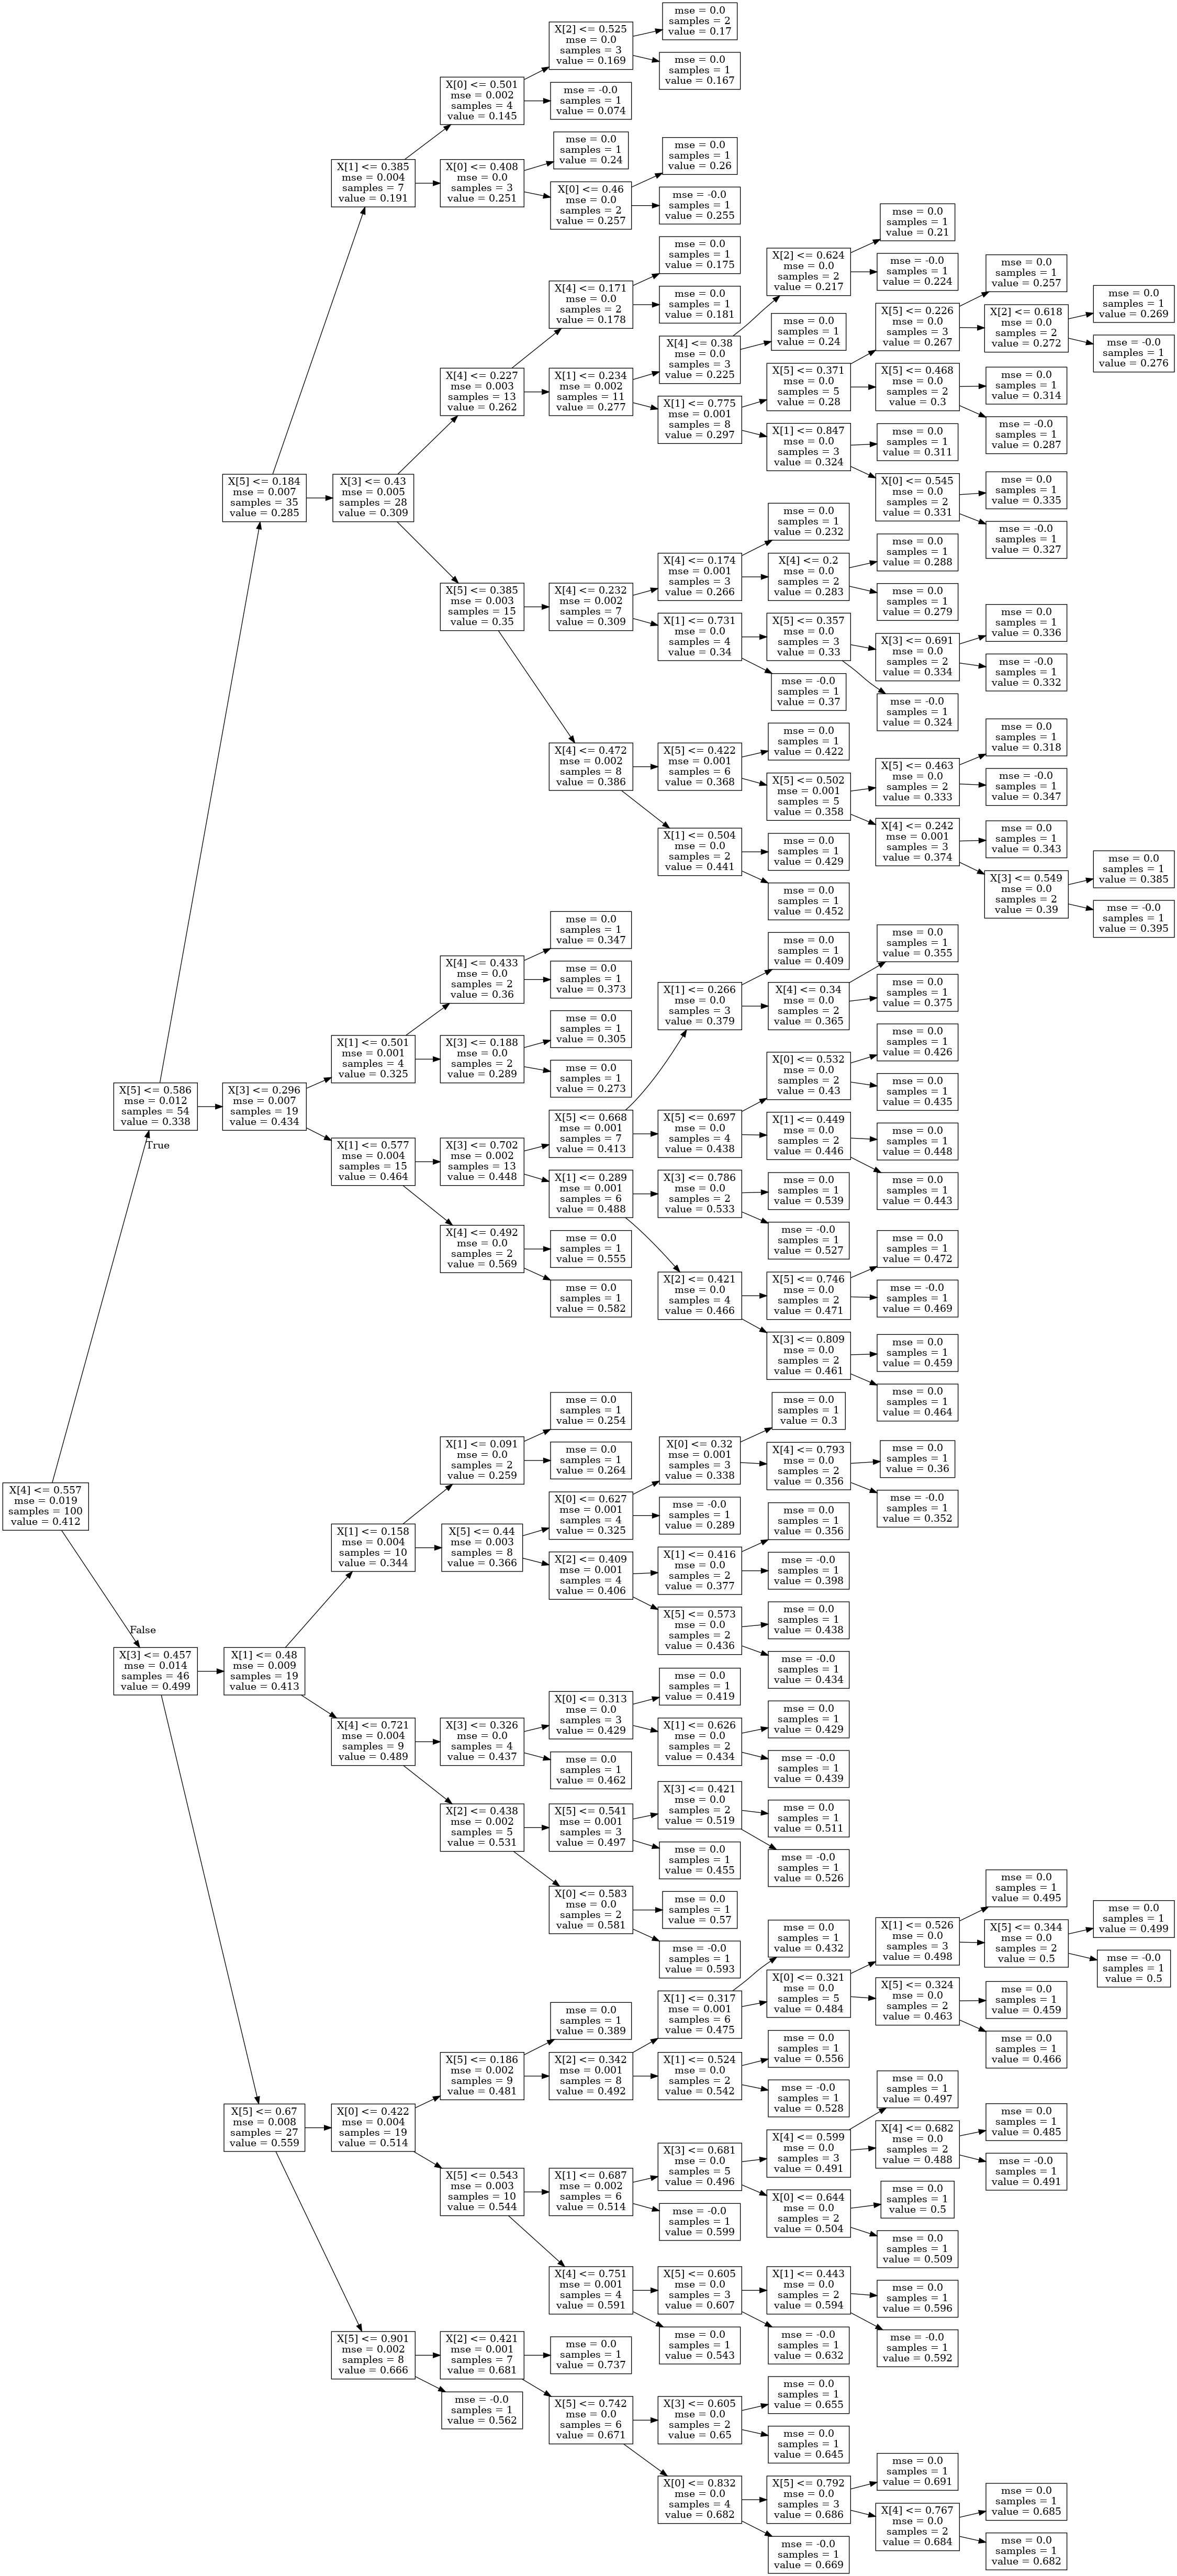 X[4] <= 0.557
mse = 0.019
samples = 100
value = 0.412
True
False
X[5] <= 0.586
mse = 0.012
samples = 54
value = 0.338
X[3] <= 0.457
mse = 0.014
samples = 46
value = 0.499
X[5] <= 0.184
mse = 0.007
samples = 35
value = 0.285
X[3] <= 0.296
mse = 0.007
samples = 19
value = 0.434
X[1] <= 0.48
mse = 0.009
samples = 19
value = 0.413
X[5] <= 0.67
mse = 0.008
samples = 27
value = 0.559
X[1] <= 0.385
mse = 0.004
samples = 7
value = 0.191
X[3] <= 0.43
mse = 0.005
samples = 28
value = 0.309
X[1] <= 0.501
mse = 0.001
samples = 4
value = 0.325
X[1] <= 0.577
mse = 0.004
samples = 15
value = 0.464
X[1] <= 0.158
mse = 0.004
samples = 10
value = 0.344
X[4] <= 0.721
mse = 0.004
samples = 9
value = 0.489
X[0] <= 0.422
mse = 0.004
samples = 19
value = 0.514
X[5] <= 0.901
mse = 0.002
samples = 8
value = 0.666
X[0] <= 0.501
mse = 0.002
samples = 4
value = 0.145
X[0] <= 0.408
mse = 0.0
samples = 3
value = 0.251
X[4] <= 0.227
mse = 0.003
samples = 13
value = 0.262
X[5] <= 0.385
mse = 0.003
samples = 15
value = 0.35
X[4] <= 0.433
mse = 0.0
samples = 2
value = 0.36
X[3] <= 0.188
mse = 0.0
samples = 2
value = 0.289
X[3] <= 0.702
mse = 0.002
samples = 13
value = 0.448
X[4] <= 0.492
mse = 0.0
samples = 2
value = 0.569
X[1] <= 0.091
mse = 0.0
samples = 2
value = 0.259
X[5] <= 0.44
mse = 0.003
samples = 8
value = 0.366
X[3] <= 0.326
mse = 0.0
samples = 4
value = 0.437
X[2] <= 0.438
mse = 0.002
samples = 5
value = 0.531
X[5] <= 0.186
mse = 0.002
samples = 9
value = 0.481
X[5] <= 0.543
mse = 0.003
samples = 10
value = 0.544
X[2] <= 0.421
mse = 0.001
samples = 7
value = 0.681
mse = -0.0
samples = 1
value = 0.562
X[2] <= 0.525
mse = 0.0
samples = 3
value = 0.169
mse = -0.0
samples = 1
value = 0.074
mse = 0.0
samples = 1
value = 0.24
X[0] <= 0.46
mse = 0.0
samples = 2
value = 0.257
X[4] <= 0.171
mse = 0.0
samples = 2
value = 0.178
X[1] <= 0.234
mse = 0.002
samples = 11
value = 0.277
X[4] <= 0.232
mse = 0.002
samples = 7
value = 0.309
X[4] <= 0.472
mse = 0.002
samples = 8
value = 0.386
mse = 0.0
samples = 1
value = 0.347
mse = 0.0
samples = 1
value = 0.373
mse = 0.0
samples = 1
value = 0.305
mse = 0.0
samples = 1
value = 0.273
X[5] <= 0.668
mse = 0.001
samples = 7
value = 0.413
X[1] <= 0.289
mse = 0.001
samples = 6
value = 0.488
mse = 0.0
samples = 1
value = 0.555
mse = 0.0
samples = 1
value = 0.582
mse = 0.0
samples = 1
value = 0.254
mse = 0.0
samples = 1
value = 0.264
X[0] <= 0.627
mse = 0.001
samples = 4
value = 0.325
X[2] <= 0.409
mse = 0.001
samples = 4
value = 0.406
X[0] <= 0.313
mse = 0.0
samples = 3
value = 0.429
mse = 0.0
samples = 1
value = 0.462
X[5] <= 0.541
mse = 0.001
samples = 3
value = 0.497
X[0] <= 0.583
mse = 0.0
samples = 2
value = 0.581
mse = 0.0
samples = 1
value = 0.389
X[2] <= 0.342
mse = 0.001
samples = 8
value = 0.492
X[1] <= 0.687
mse = 0.002
samples = 6
value = 0.514
X[4] <= 0.751
mse = 0.001
samples = 4
value = 0.591
mse = 0.0
samples = 1
value = 0.737
X[5] <= 0.742
mse = 0.0
samples = 6
value = 0.671
mse = 0.0
samples = 2
value = 0.17
mse = 0.0
samples = 1
value = 0.167
mse = 0.0
samples = 1
value = 0.26
mse = -0.0
samples = 1
value = 0.255
mse = 0.0
samples = 1
value = 0.175
mse = 0.0
samples = 1
value = 0.181
X[4] <= 0.38
mse = 0.0
samples = 3
value = 0.225
X[1] <= 0.775
mse = 0.001
samples = 8
value = 0.297
X[4] <= 0.174
mse = 0.001
samples = 3
value = 0.266
X[1] <= 0.731
mse = 0.0
samples = 4
value = 0.34
X[5] <= 0.422
mse = 0.001
samples = 6
value = 0.368
X[1] <= 0.504
mse = 0.0
samples = 2
value = 0.441
X[1] <= 0.266
mse = 0.0
samples = 3
value = 0.379
X[5] <= 0.697
mse = 0.0
samples = 4
value = 0.438
X[3] <= 0.786
mse = 0.0
samples = 2
value = 0.533
X[2] <= 0.421
mse = 0.0
samples = 4
value = 0.466
X[0] <= 0.32
mse = 0.001
samples = 3
value = 0.338
mse = -0.0
samples = 1
value = 0.289
X[1] <= 0.416
mse = 0.0
samples = 2
value = 0.377
X[5] <= 0.573
mse = 0.0
samples = 2
value = 0.436
mse = 0.0
samples = 1
value = 0.419
X[1] <= 0.626
mse = 0.0
samples = 2
value = 0.434
X[3] <= 0.421
mse = 0.0
samples = 2
value = 0.519
mse = 0.0
samples = 1
value = 0.455
mse = 0.0
samples = 1
value = 0.57
mse = -0.0
samples = 1
value = 0.593
X[1] <= 0.317
mse = 0.001
samples = 6
value = 0.475
X[1] <= 0.524
mse = 0.0
samples = 2
value = 0.542
X[3] <= 0.681
mse = 0.0
samples = 5
value = 0.496
mse = -0.0
samples = 1
value = 0.599
X[5] <= 0.605
mse = 0.0
samples = 3
value = 0.607
mse = 0.0
samples = 1
value = 0.543
X[3] <= 0.605
mse = 0.0
samples = 2
value = 0.65
X[0] <= 0.832
mse = 0.0
samples = 4
value = 0.682
X[2] <= 0.624
mse = 0.0
samples = 2
value = 0.217
mse = 0.0
samples = 1
value = 0.24
X[5] <= 0.371
mse = 0.0
samples = 5
value = 0.28
X[1] <= 0.847
mse = 0.0
samples = 3
value = 0.324
mse = 0.0
samples = 1
value = 0.232
X[4] <= 0.2
mse = 0.0
samples = 2
value = 0.283
X[5] <= 0.357
mse = 0.0
samples = 3
value = 0.33
mse = -0.0
samples = 1
value = 0.37
mse = 0.0
samples = 1
value = 0.422
X[5] <= 0.502
mse = 0.001
samples = 5
value = 0.358
mse = 0.0
samples = 1
value = 0.429
mse = 0.0
samples = 1
value = 0.452
mse = 0.0
samples = 1
value = 0.409
X[4] <= 0.34
mse = 0.0
samples = 2
value = 0.365
X[0] <= 0.532
mse = 0.0
samples = 2
value = 0.43
X[1] <= 0.449
mse = 0.0
samples = 2
value = 0.446
mse = 0.0
samples = 1
value = 0.539
mse = -0.0
samples = 1
value = 0.527
X[5] <= 0.746
mse = 0.0
samples = 2
value = 0.471
X[3] <= 0.809
mse = 0.0
samples = 2
value = 0.461
mse = 0.0
samples = 1
value = 0.3
X[4] <= 0.793
mse = 0.0
samples = 2
value = 0.356
mse = 0.0
samples = 1
value = 0.356
mse = -0.0
samples = 1
value = 0.398
mse = 0.0
samples = 1
value = 0.438
mse = -0.0
samples = 1
value = 0.434
mse = 0.0
samples = 1
value = 0.429
mse = -0.0
samples = 1
value = 0.439
mse = 0.0
samples = 1
value = 0.511
mse = -0.0
samples = 1
value = 0.526
mse = 0.0
samples = 1
value = 0.432
X[0] <= 0.321
mse = 0.0
samples = 5
value = 0.484
mse = 0.0
samples = 1
value = 0.556
mse = -0.0
samples = 1
value = 0.528
X[4] <= 0.599
mse = 0.0
samples = 3
value = 0.491
X[0] <= 0.644
mse = 0.0
samples = 2
value = 0.504
X[1] <= 0.443
mse = 0.0
samples = 2
value = 0.594
mse = -0.0
samples = 1
value = 0.632
mse = 0.0
samples = 1
value = 0.655
mse = 0.0
samples = 1
value = 0.645
X[5] <= 0.792
mse = 0.0
samples = 3
value = 0.686
mse = -0.0
samples = 1
value = 0.669
mse = 0.0
samples = 1
value = 0.21
mse = -0.0
samples = 1
value = 0.224
X[5] <= 0.226
mse = 0.0
samples = 3
value = 0.267
X[5] <= 0.468
mse = 0.0
samples = 2
value = 0.3
mse = 0.0
samples = 1
value = 0.311
X[0] <= 0.545
mse = 0.0
samples = 2
value = 0.331
mse = 0.0
samples = 1
value = 0.288
mse = 0.0
samples = 1
value = 0.279
X[3] <= 0.691
mse = 0.0
samples = 2
value = 0.334
mse = -0.0
samples = 1
value = 0.324
X[5] <= 0.463
mse = 0.0
samples = 2
value = 0.333
X[4] <= 0.242
mse = 0.001
samples = 3
value = 0.374
mse = 0.0
samples = 1
value = 0.355
mse = 0.0
samples = 1
value = 0.375
mse = 0.0
samples = 1
value = 0.426
mse = 0.0
samples = 1
value = 0.435
mse = 0.0
samples = 1
value = 0.448
mse = 0.0
samples = 1
value = 0.443
mse = 0.0
samples = 1
value = 0.472
mse = -0.0
samples = 1
value = 0.469
mse = 0.0
samples = 1
value = 0.459
mse = 0.0
samples = 1
value = 0.464
mse = 0.0
samples = 1
value = 0.36
mse = -0.0
samples = 1
value = 0.352
X[1] <= 0.526
mse = 0.0
samples = 3
value = 0.498
X[5] <= 0.324
mse = 0.0
samples = 2
value = 0.463
mse = 0.0
samples = 1
value = 0.497
X[4] <= 0.682
mse = 0.0
samples = 2
value = 0.488
mse = 0.0
samples = 1
value = 0.5
mse = 0.0
samples = 1
value = 0.509
mse = 0.0
samples = 1
value = 0.596
mse = -0.0
samples = 1
value = 0.592
mse = 0.0
samples = 1
value = 0.691
X[4] <= 0.767
mse = 0.0
samples = 2
value = 0.684
mse = 0.0
samples = 1
value = 0.257
X[2] <= 0.618
mse = 0.0
samples = 2
value = 0.272
mse = 0.0
samples = 1
value = 0.314
mse = -0.0
samples = 1
value = 0.287
mse = 0.0
samples = 1
value = 0.335
mse = -0.0
samples = 1
value = 0.327
mse = 0.0
samples = 1
value = 0.336
mse = -0.0
samples = 1
value = 0.332
mse = 0.0
samples = 1
value = 0.318
mse = -0.0
samples = 1
value = 0.347
mse = 0.0
samples = 1
value = 0.343
X[3] <= 0.549
mse = 0.0
samples = 2
value = 0.39
mse = 0.0
samples = 1
value = 0.495
X[5] <= 0.344
mse = 0.0
samples = 2
value = 0.5
mse = 0.0
samples = 1
value = 0.459
mse = 0.0
samples = 1
value = 0.466
mse = 0.0
samples = 1
value = 0.485
mse = -0.0
samples = 1
value = 0.491
mse = 0.0
samples = 1
value = 0.685
mse = 0.0
samples = 1
value = 0.682
mse = 0.0
samples = 1
value = 0.269
mse = -0.0
samples = 1
value = 0.276
mse = 0.0
samples = 1
value = 0.385
mse = -0.0
samples = 1
value = 0.395
mse = 0.0
samples = 1
value = 0.499
mse = -0.0
samples = 1
value = 0.5